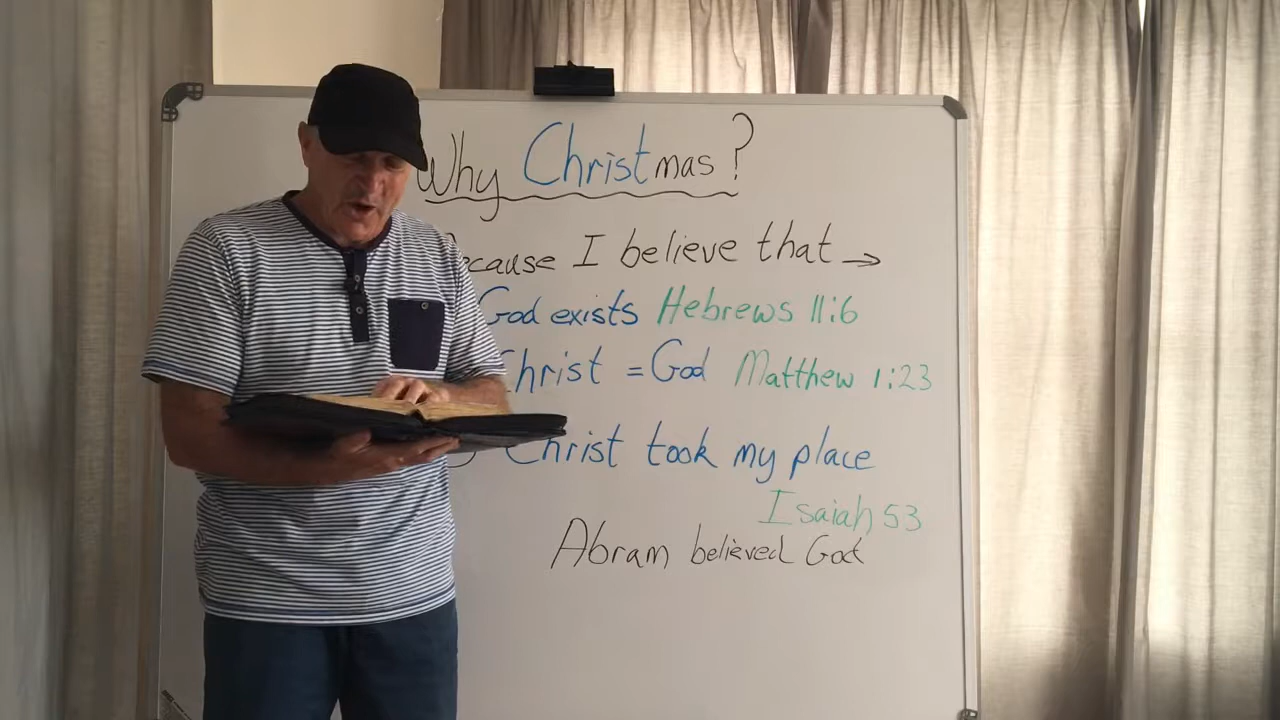 Why Christmas?
ecause I believe that →
God exists Hebrews 11:6
Christ = God Matthew 1:23
Christ took my place
Isaiah 53
Abram believed God